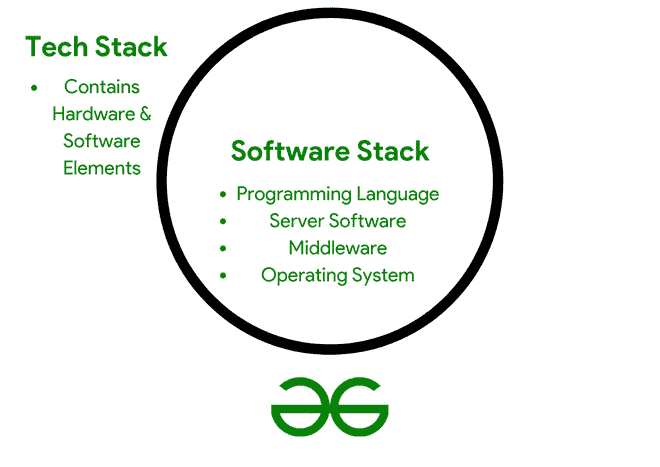 Tech Stack
• Contains
Hardware &
Software
Elements
Software Stack
• Programming Language
• Server Software
• Middleware
• Operating System